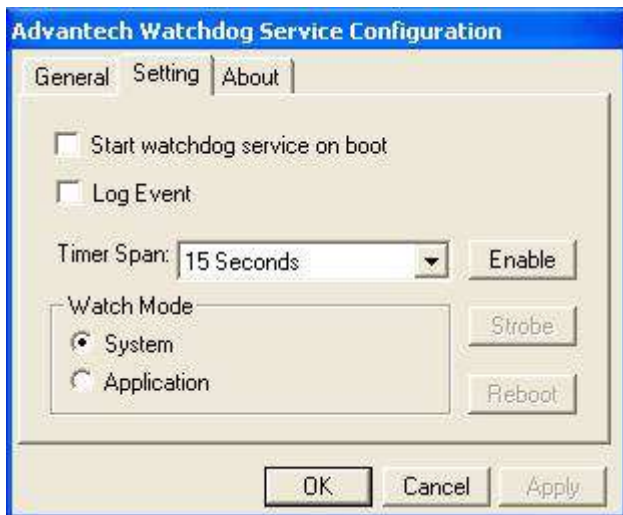 Advantech Watchdog Service Configuration
General Setting About
Start watchdog service on boot
Log Event
Timer Span: 15 Seconds Enable
Watch Mode
Strobe
System
Application
Reboot
OK Cancel Apply